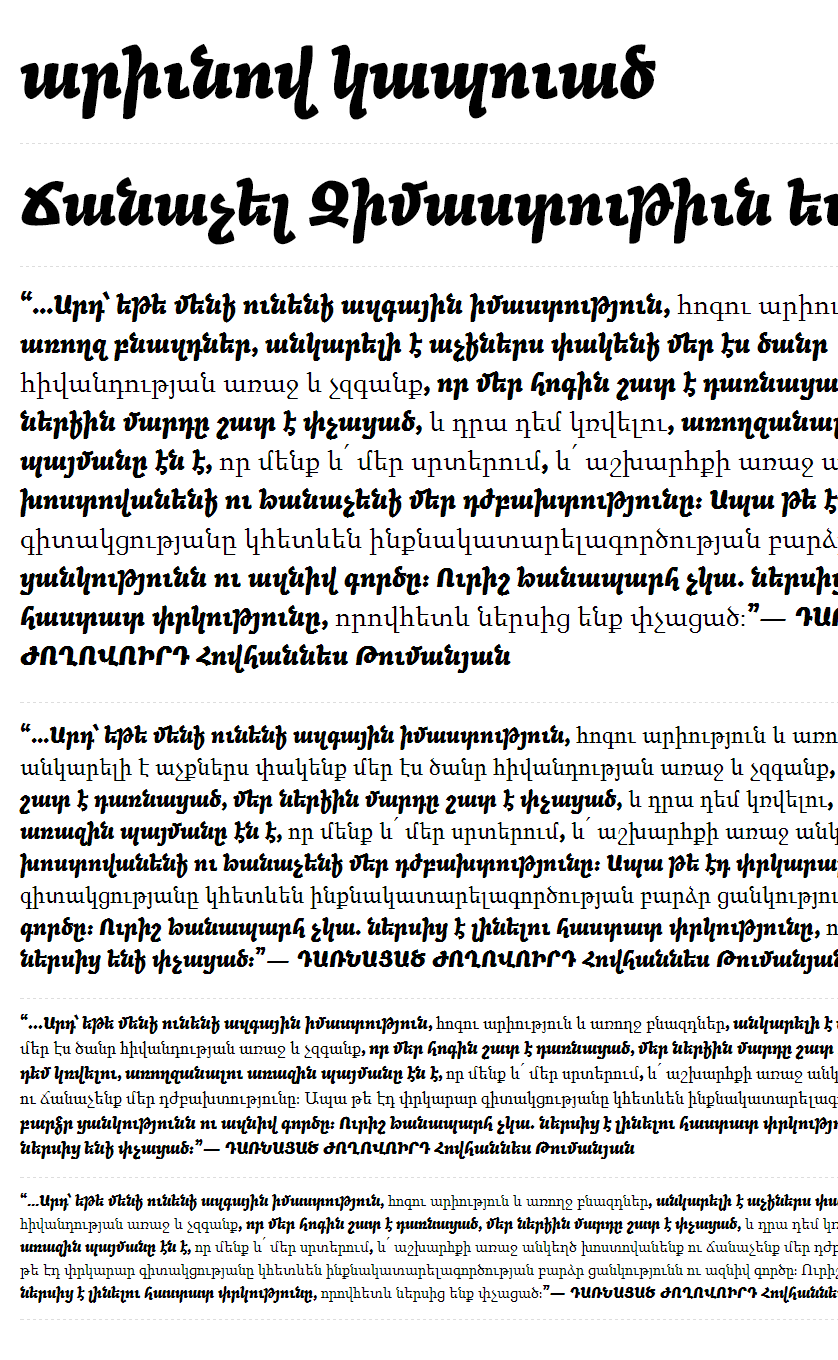 արիւնով կապուած
Ճանաչել Զիմաստութիւն եւ
“...Արդ՝ եթե մենք ունենք ազգային իմաստություն, հոգու արիու
առողջ բնազդներ, անկարելի է աչքներս փակենք մեր էս ծանր
հիվանդության առաջ և չզգանք, որ մեր հոգին շատ է դառնացա
ներքին մարդը շատ է փչացած, և դրա դեմ կռվելու, առողջանալ
պայմանը էն է, որ մենք և՛ մեր սրտերում, և՛ աշխարհքի առաջ ա
խոստովանենք ու ճանաչենք մեր դժբախտությունը։ Ապա թե է
գիտակցությանը կհետևեն ինքնակատարելագործության բարձ
ցանկությունն ու ազնիվ գործը։ Ուրիշ ճանապարհ չկա. ներսից
հաստատ փրկությունը, որովհետև ներսից ենք փչացած։”— ԴԱՌ
ԺՈՂՈՎՈՒՐԴ Հովհաննես Թումանյան
“...Արդ՝ եթե մենք ունենք ազգային իմաստություն, հոգու արիություն և առո
անկարելի է աչքներս փակենք մեր էս ծանր հիվանդության առաջ և չզգանք,
շատ է դառնացած, մեր ներքին մարդը շատ է փչացած, և դրա դեմ կռվելու,
առաջին պայմանը էն է, որ մենք և՛ մեր սրտերում, և՛ աշխարհքի առաջ անկ
խոստովանենք ու ճանաչենք մեր դժբախտությունը։ Ապա թե էդ փրկարա
գիտակցությանը կհետևեն ինքնակատարելագործության բարձր ցանկությու
գործը։ Ուրիշ ճանապարհ չկա. ներսից է լինելու հաստատ փրկությունը, ո
ներսից ենք փչացած։”— ԴԱՌՆԱՑԱԾ ԺՈՂՈՎՈՒՐԴ Հովհաննես Թումանյան
“...Արդ՝ եթե մենք ունենք ազգային իմաստություն, հոգու արիություն և առողջ բնազդներ, անկարելի է
մեր էս ծանր հիվանդության առաջ և չզգանք, որ մեր հոգին շատ է դառնացած, մեր ներքին մարդը շատ
դեմ կռվելու, առողջանալու առաջին պայմանը էն է, որ մենք և՛ մեր սրտերում, և՛ աշխարհքի առաջ անկ
ու ճանաչենք մեր դժբախտությունը։ Ապա թե էդ փրկարար գիտակցությանը կհետևեն ինքնակատարելագ
բարձր ցանկությունն ու ազնիվ գործը։ Ուրիշ ճանապարհ չկա. ներսից է լինելու հաստատ փրկությու
ներսից ենք փչացած։”— ԴԱՌՆԱՑԱԾ ԺՈՂՈՎՈՒՐԴ Հովհաննես Թումանյան
“...Արդ՝ եթե մենք ունենք ազգային իմաստություն, հոգու արիություն և առողջ բնազդներ, անկարելի է աչքներս փա
հիվանդության առաջ և չզգանք, որ մեր հոգին շատ է դառնացած, մեր ներքին մարդը շատ է փչացած, և դրա դեմ կռ
առաջին պայմանը էն է, որ մենք և՛ մեր սրտերում, և՛ աշխարհքի առաջ անկեղծ խոստովանենք ու ճանաչենք մեր դժբ
թե էդ փրկարար գիտակցությանը կհետևեն ինքնակատարելագործության բարձր ցանկությունն ու ազնիվ գործը։ Ուրիշ
ներսից է լինելու հաստատ փրկությունը, որովհետև ներսից ենք փչացած։”— ԴԱՌՆԱՑԱԾ ԺՈՂՈՎՈՒՐԴ Հովհաննե